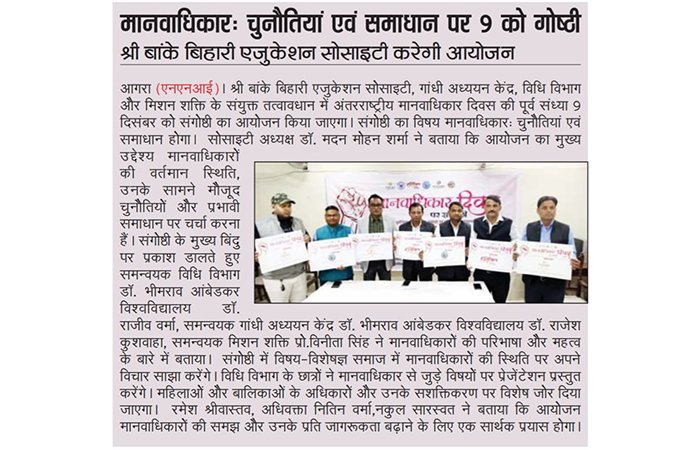 मानवाधिकारः चुनौतियां एवं समाधान पर 9 को गोष्ठी
श्री बांके बिहारी एजुकेशन सोसाइटी करेगी आयोजन
आगरा (एनएनआई)। श्री बांके बिहारी एजुकेशन सोसाइटी, गांधी अध्ययन केंद्र, विधि विभाग
और मिशन शक्ति के संयुक्त तत्वावधान में अंतरराष्ट्रीय मानवाधिकार दिवस की पूर्व संध्या 9
दिसंबर को संगोष्ठी का आयोजन किया जाएगा। संगोष्ठी का विषय मानवाधिकारः चुनौतियां एवं
समाधान होगा। सोसाइटी अध्यक्ष डॉ. मदन मोहन शर्मा ने बताया कि आयोजन का मुख्य
उद्देश्य मानवाधिकारों
की वर्तमान स्थिति,
उनके सामने मौजूद
चुनौतियों और प्रभावी
समाधान पर चर्चा करना
हैं। संगोष्ठी के मुख्य बिंदु
पर प्रकाश डालते हुए
समन्वयक विधि विभाग
डॉ. भीमराव आंबेडकर
विश्वविद्यालय डॉ.
मानवाधिकार दिवस
राजीव वर्मा, समन्वयक गांधी अध्ययन केंद्र डॉ. भीमराव आंबेडकर विश्वविद्यालय डॉ. राजेश
कुशवाहा, समन्वयक मिशन शक्ति प्रो.विनीता सिंह ने मानवाधिकारों की परिभाषा और महत्व
के बारे में बताया। संगोष्ठी में विषय-विशेषज्ञ समाज में मानवाधिकारों की स्थिति पर अपने
विचार साझा करेंगे। विधि विभाग के छात्रों ने मानवाधिकार से जुड़े विषयों पर प्रेजेंटेशन प्रस्तुत
करेंगे। महिलाओं और बालिकाओं के अधिकारों और उनके सशक्तिकरण पर विशेष जोर दिया
जाएगा। रमेश श्रीवास्तव, अधिवक्ता नितिन वर्मा,नकुल सारस्वत ने बताया कि आयोजन
मानवाधिकारों की समझ और उनके प्रति जागरूकता बढ़ाने के लिए एक सार्थक प्रयास होगा।